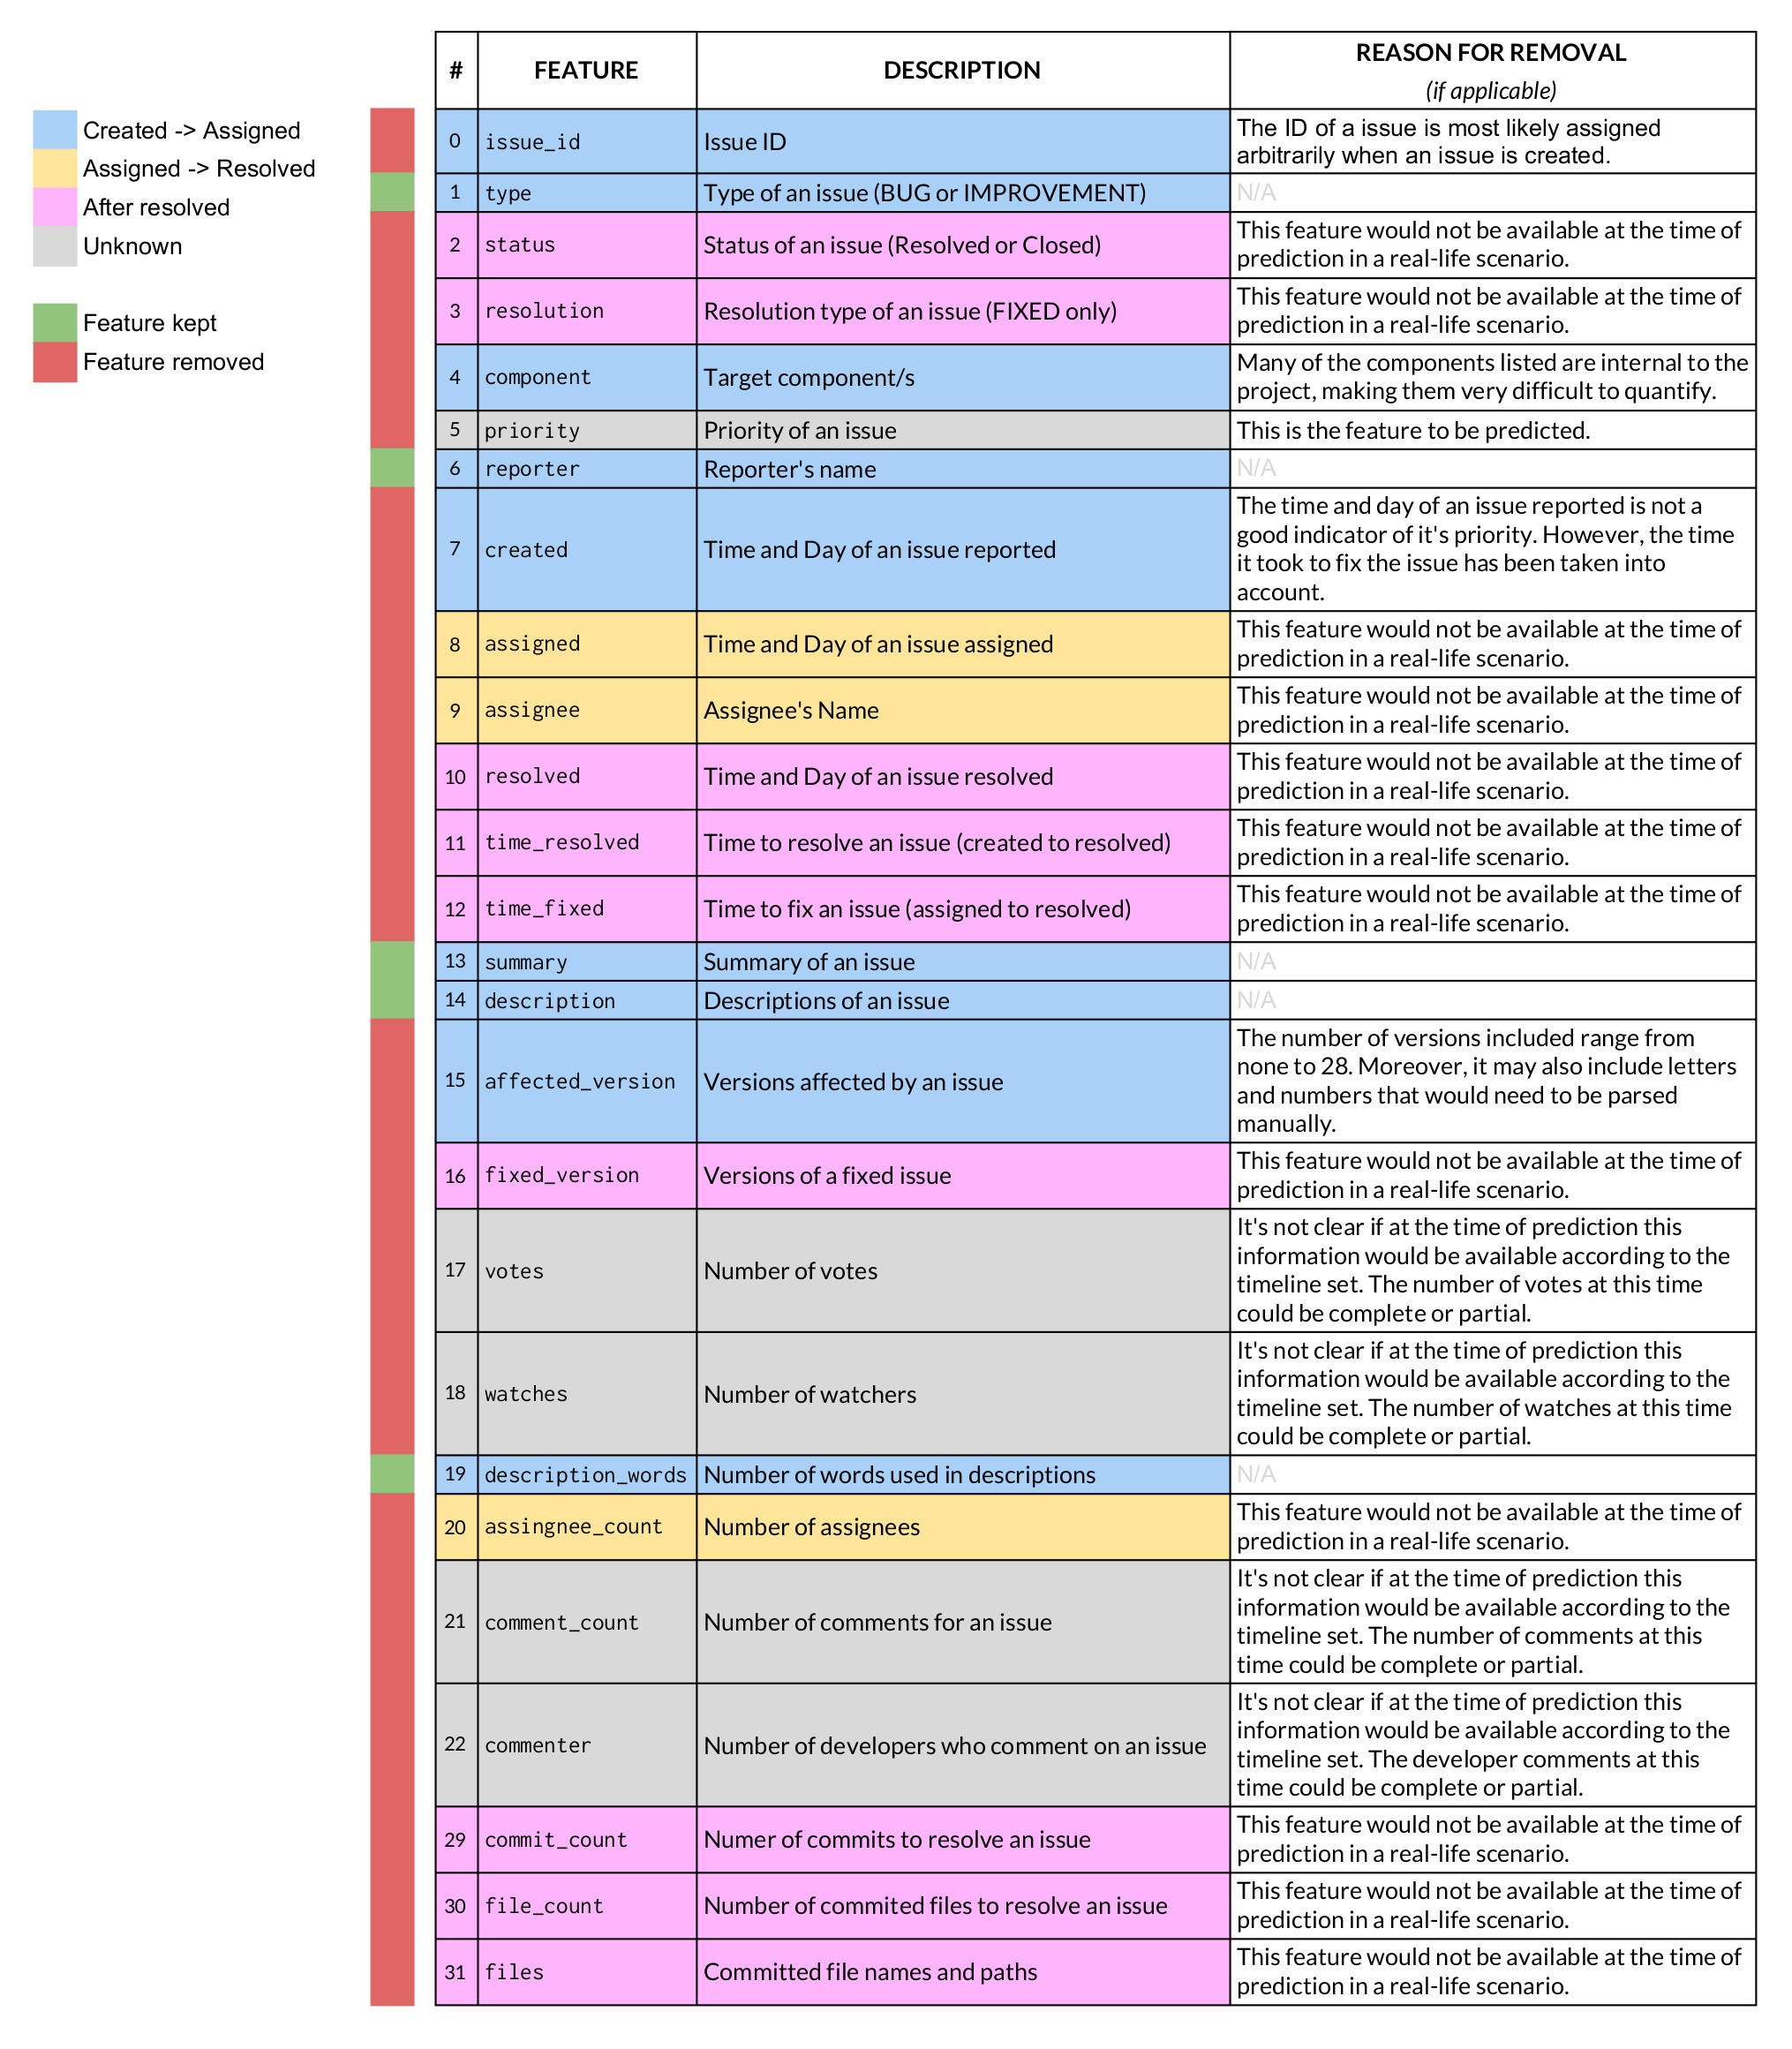 Created -> Assigned
Assigned -> Resolved
After resolved
Unknown
Feature kept
Feature removed
# FEATURE DESCRIPTION REASON FOR REMOVAL
(if applicable)
0 issue_id Issue ID The ID of a issue is most likely assigned
arbitrarily when an issue is created.
1 type Type of an issue (BUG or IMPROVEMENT) N/A
2 status Status of an issue (Resolved or Closed) This feature would not be available at the time of
prediction in a real-life scenario.
3 resolution Resolution type of an issue (FIXED only) This feature would not be available at the time of
prediction in a real-life scenario.
4 component Target component/s Many of the components listed are internal to the
project, making them very difficult to quantify.
5 priority Priority of an issue This is the feature to be predicted.
6 reporter Reporter's name N/A
7 created Time and Day of an issue reported The time and day of an issue reported is not a
good indicator of it's priority. However, the time
it took to fix the issue has been taken into
account.
8 assigned Time and Day of an issue assigned This feature would not be available at the time of
prediction in a real-life scenario.
9 assignee Assignee's Name This feature would not be available at the time of
prediction in a real-life scenario.
10 resolved Time and Day of an issue resolved This feature would not be available at the time of
prediction in a real-life scenario.
11 time_resolved Time to resolve an issue (created to resolved) This feature would not be available at the time of
prediction in a real-life scenario.
12 time_fixed Time to fix an issue (assigned to resolved) This feature would not be available at the time of
prediction in a real-life scenario.
13 summary Summary of an issue N/A
14 description Descriptions of an issue N/A
15 affected_version Versions affected by an issue The number of versions included range from
none to 28. Moreover, it may also include letters
and numbers that would need to be parsed
manually.
16 fixed_version Versions of a fixed issue This feature would not be available at the time of
prediction in a real-life scenario.
17 votes Number of votes It's not clear if at the time of prediction this
information would be available according to the
timeline set. The number of votes at this time
could be complete or partial.
18 watches Number of watchers It's not clear if at the time of prediction this
information would be available according to the
timeline set. The number of watches at this time
could be complete or partial.
19 description_words Number of words used in descriptions N/A
20 assingnee_count Number of assignees This feature would not be available at the time of
prediction in a real-life scenario.
21 comment_count Number of comments for an issue It's not clear if at the time of prediction this
information would be available according to the
timeline set. The number of comments at this
time could be complete or partial.
22 commenter Number of developers who comment on an issue It's not clear if at the time of prediction this
information would be available according to the
timeline set. The developer comments at this
time could be complete or partial.
29 commit_count Numer of commits to resolve an issue This feature would not be available at the time of
prediction in a real-life scenario.
30 file_count Number of commited files to resolve an issue This feature would not be available at the time of
prediction in a real-life scenario.
31 files Committed file names and paths This feature would not be available at the time of
prediction in a real-life scenario.